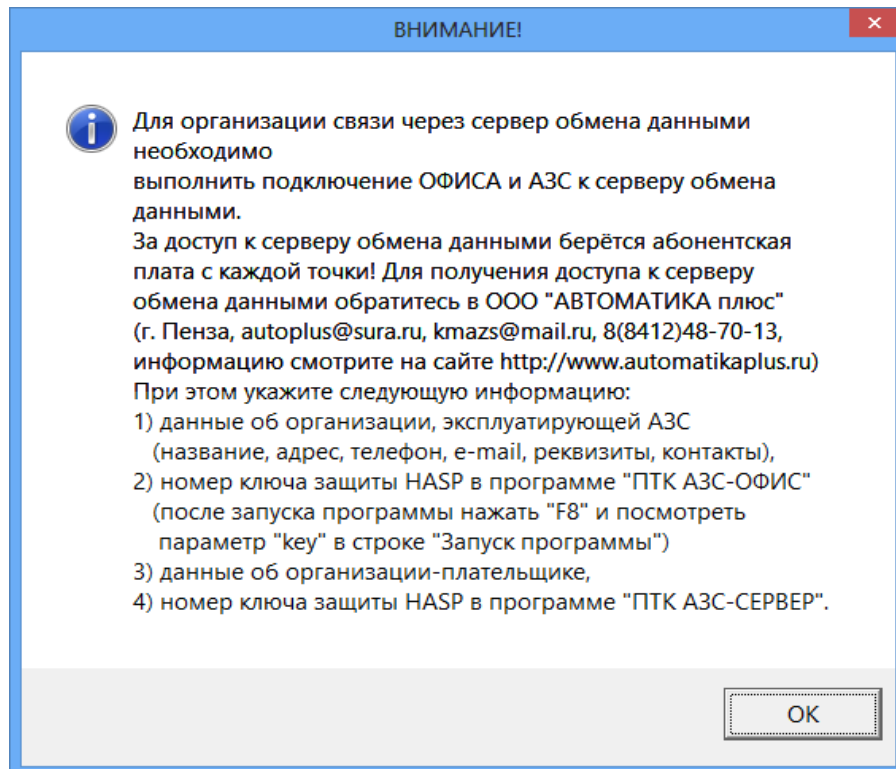 ВНИМАНИЕ!
Для организации связи через сервер обмена данными
необходимо
выполнить подключение ОФИСА и АЗС к серверу обмена
данными.
За доступ к серверу обмена данными берётся абонентская
плата с каждой точки! Для получения доступа к серверу
обмена данными обратитесь в ООО "АВТОМАТИКА плюс"
(г. Пенза, autoplus@sura.ru, kmazs@mail.ru, 8(8412)48-70-13,
информацию смотрите на сайте http://www.automatikaplus.ru)
При этом укажите следующую информацию:
1) данные об организации, эксплуатирующей АЗС
(название, адрес, телефон, e-mail, реквизиты, контакты),
2) номер ключа защиты HASP в программе "ПТК АЗС-ОФИС"
(после запуска программы нажать "F8" и посмотреть
параметр "key" в строке "Запуск программы")
3) данные об организации-плательщике,
4) номер ключа защиты HASP в программе "ПТК АЗС-СЕРВЕР".
OK